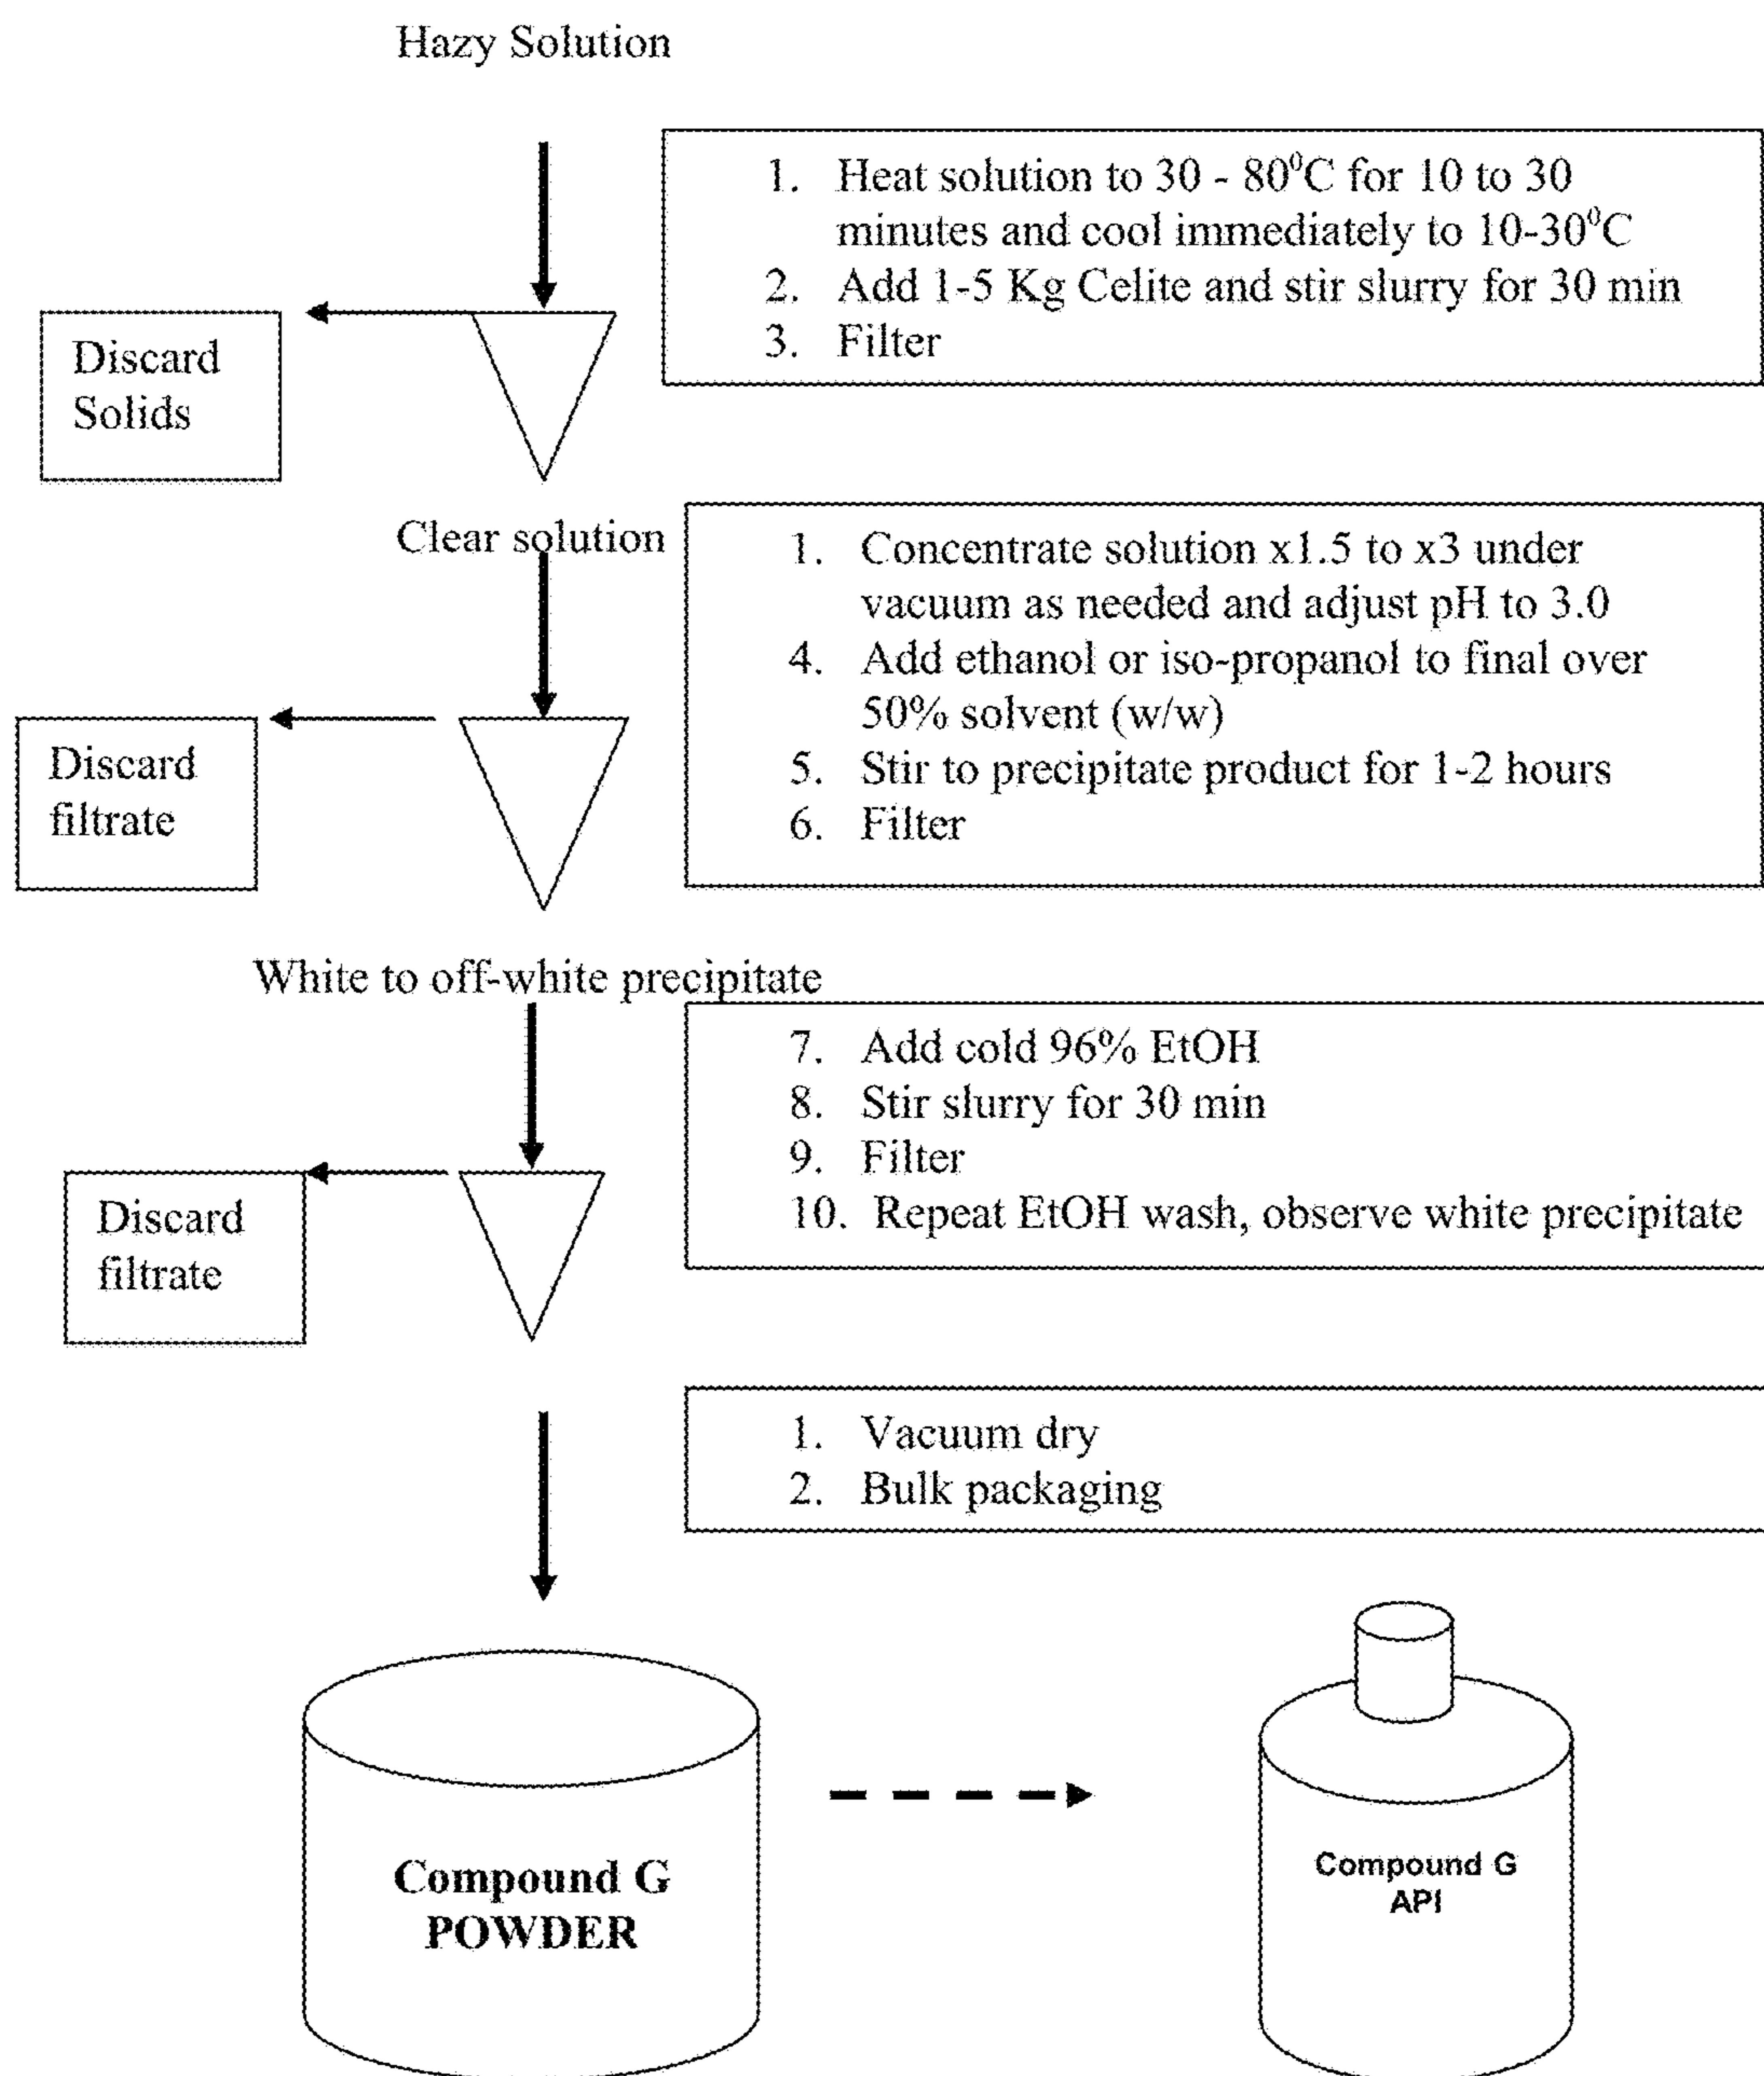 Hazy Solution
1. Heat solution to 30 - 80⁰C for 10 to 30
minutes and cool immediately to 10-30⁰C
2. Add 1-5 Kg Celite and stir slurry for 30 min
3. Filter
Discard
Solids
Clear solution
1. Concentrate solution x1.5 to x3 under
vacuum as needed and adjust pH to 3.0
4. Add ethanol or iso-propanol to final over
50% solvent (w/w)
5. Stir to precipitate product for 1-2 hours
6. Filter
Discard
filtrate
White to off-white precipitate
7. Add cold 96% EtOH
8. Stir slurry for 30 min
9. Filter
10. Repeat EtOH wash, observe white precipitate
Discard
filtrate
1. Vacuum dry
2. Bulk packaging
Compound G
POWDER
Compound G
API